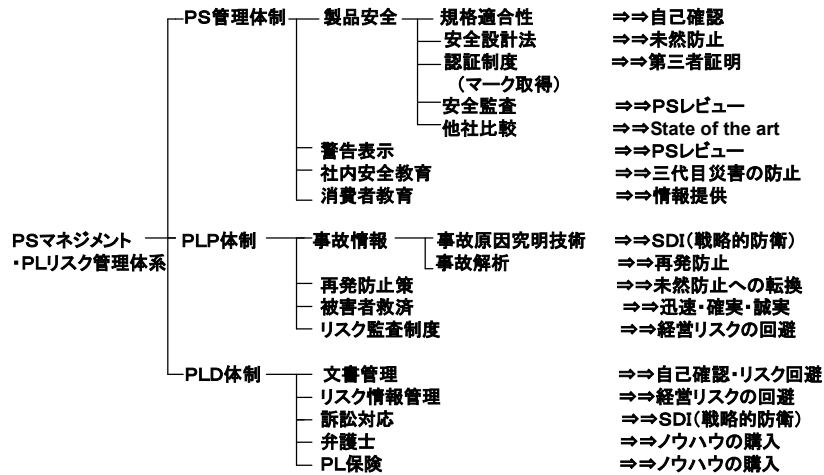 PS管理体制 製品安全 規格適合性 ⇒⇒自己確認
安全設計法 ⇒⇒未然防止
認証制度 ⇒⇒第三者証明
(マーク取得)
安全監査 ⇒⇒PSレビュー
他社比較 ⇒⇒State of the art
警告表示 ⇒⇒PSレビュー
社内安全教育 ⇒⇒三代目災害の防止
消費者教育 ⇒⇒情報提供
PSマネジメント PLP体制 事故情報 事故原因究明技術 ⇒⇒SDI(戦略的防衛)
・PLリスク管理体系 事故解析 ⇒⇒再発防止
再発防止策 ⇒⇒未然防止への転換
被害者救済 ⇒⇒迅速・確実・誠実
リスク監査制度 ⇒⇒経営リスクの回避
PLD体制 文書管理 ⇒⇒自己確認・リスク回避
リスク情報管理 ⇒⇒経営リスクの回避
訴訟対応 ⇒⇒SDI(戦略的防衛)
弁護士 ⇒⇒ノウハウの購入
PL保険 ⇒⇒ノウハウの購入